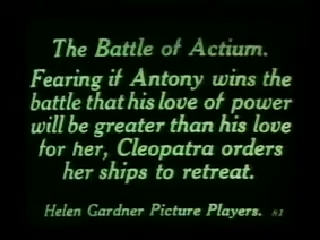 The Battle of Actium.
Fearing if Antony wins the
battle that his love of power
will be greater than his love
for her, Cleopatra orders
her ships to retreat.
Helen Gardner Picture Players. 82